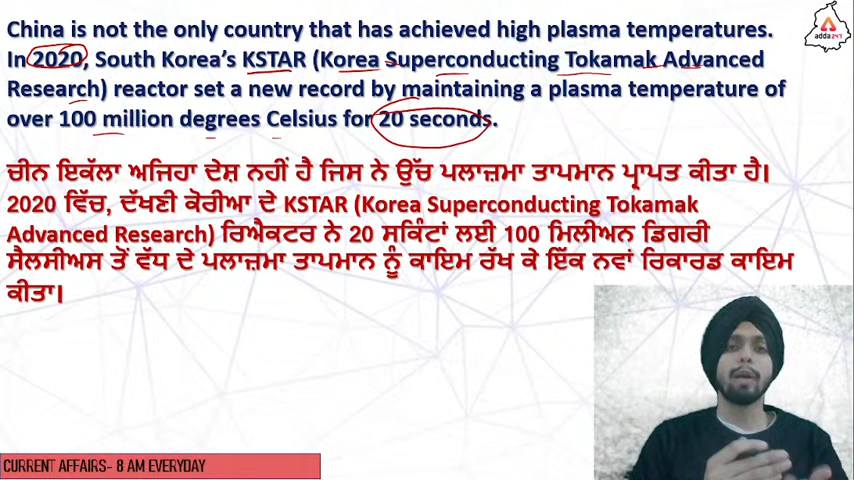 China is not the only country that has achieved high plasma temperatures.
In 2020, South Korea's KSTAR (Korea Superconducting Tokamak Advanced
Research) reactor set a new record by maintaining a plasma temperature of
over 100 million degrees Celsius for 20 seconds.
ਚੀਨ ਇਕੱਲਾ ਅਜਿਹਾ ਦੇਸ਼ ਨਹੀਂ ਹੈ ਜਿਸ ਨੇ ਉੱਚ ਪਲਾਜ਼ਮਾ ਤਾਪਮਾਨ ਪ੍ਰਾਪਤ ਕੀਤਾ ਹੈ।
2020 ਵਿੱਚ, ਦੱਖਣੀ ਕੋਰੀਆ ਦੇ KSTAR (Korea Superconducting Tokamak
Advanced Research) ਰਿਐਕਟਰ ਨੇ 20 ਸਕਿੰਟਾਂ ਲਈ 100 ਮਿਲੀਅਨ ਡਿਗਰੀ
ਸੈਲਸੀਅਸ ਤੋਂ ਵੱਧ ਦੇ ਪਲਾਜ਼ਮਾ ਤਾਪਮਾਨ ਨੂੰ ਕਾਇਮ ਰੱਖ ਕੇ ਇੱਕ ਨਵਾਂ ਰਿਕਾਰਡ ਕਾਇਮ
ਕੀਤਾ।
adda247
CURRENT AFFAIRS- 8 AM EVERYDAY